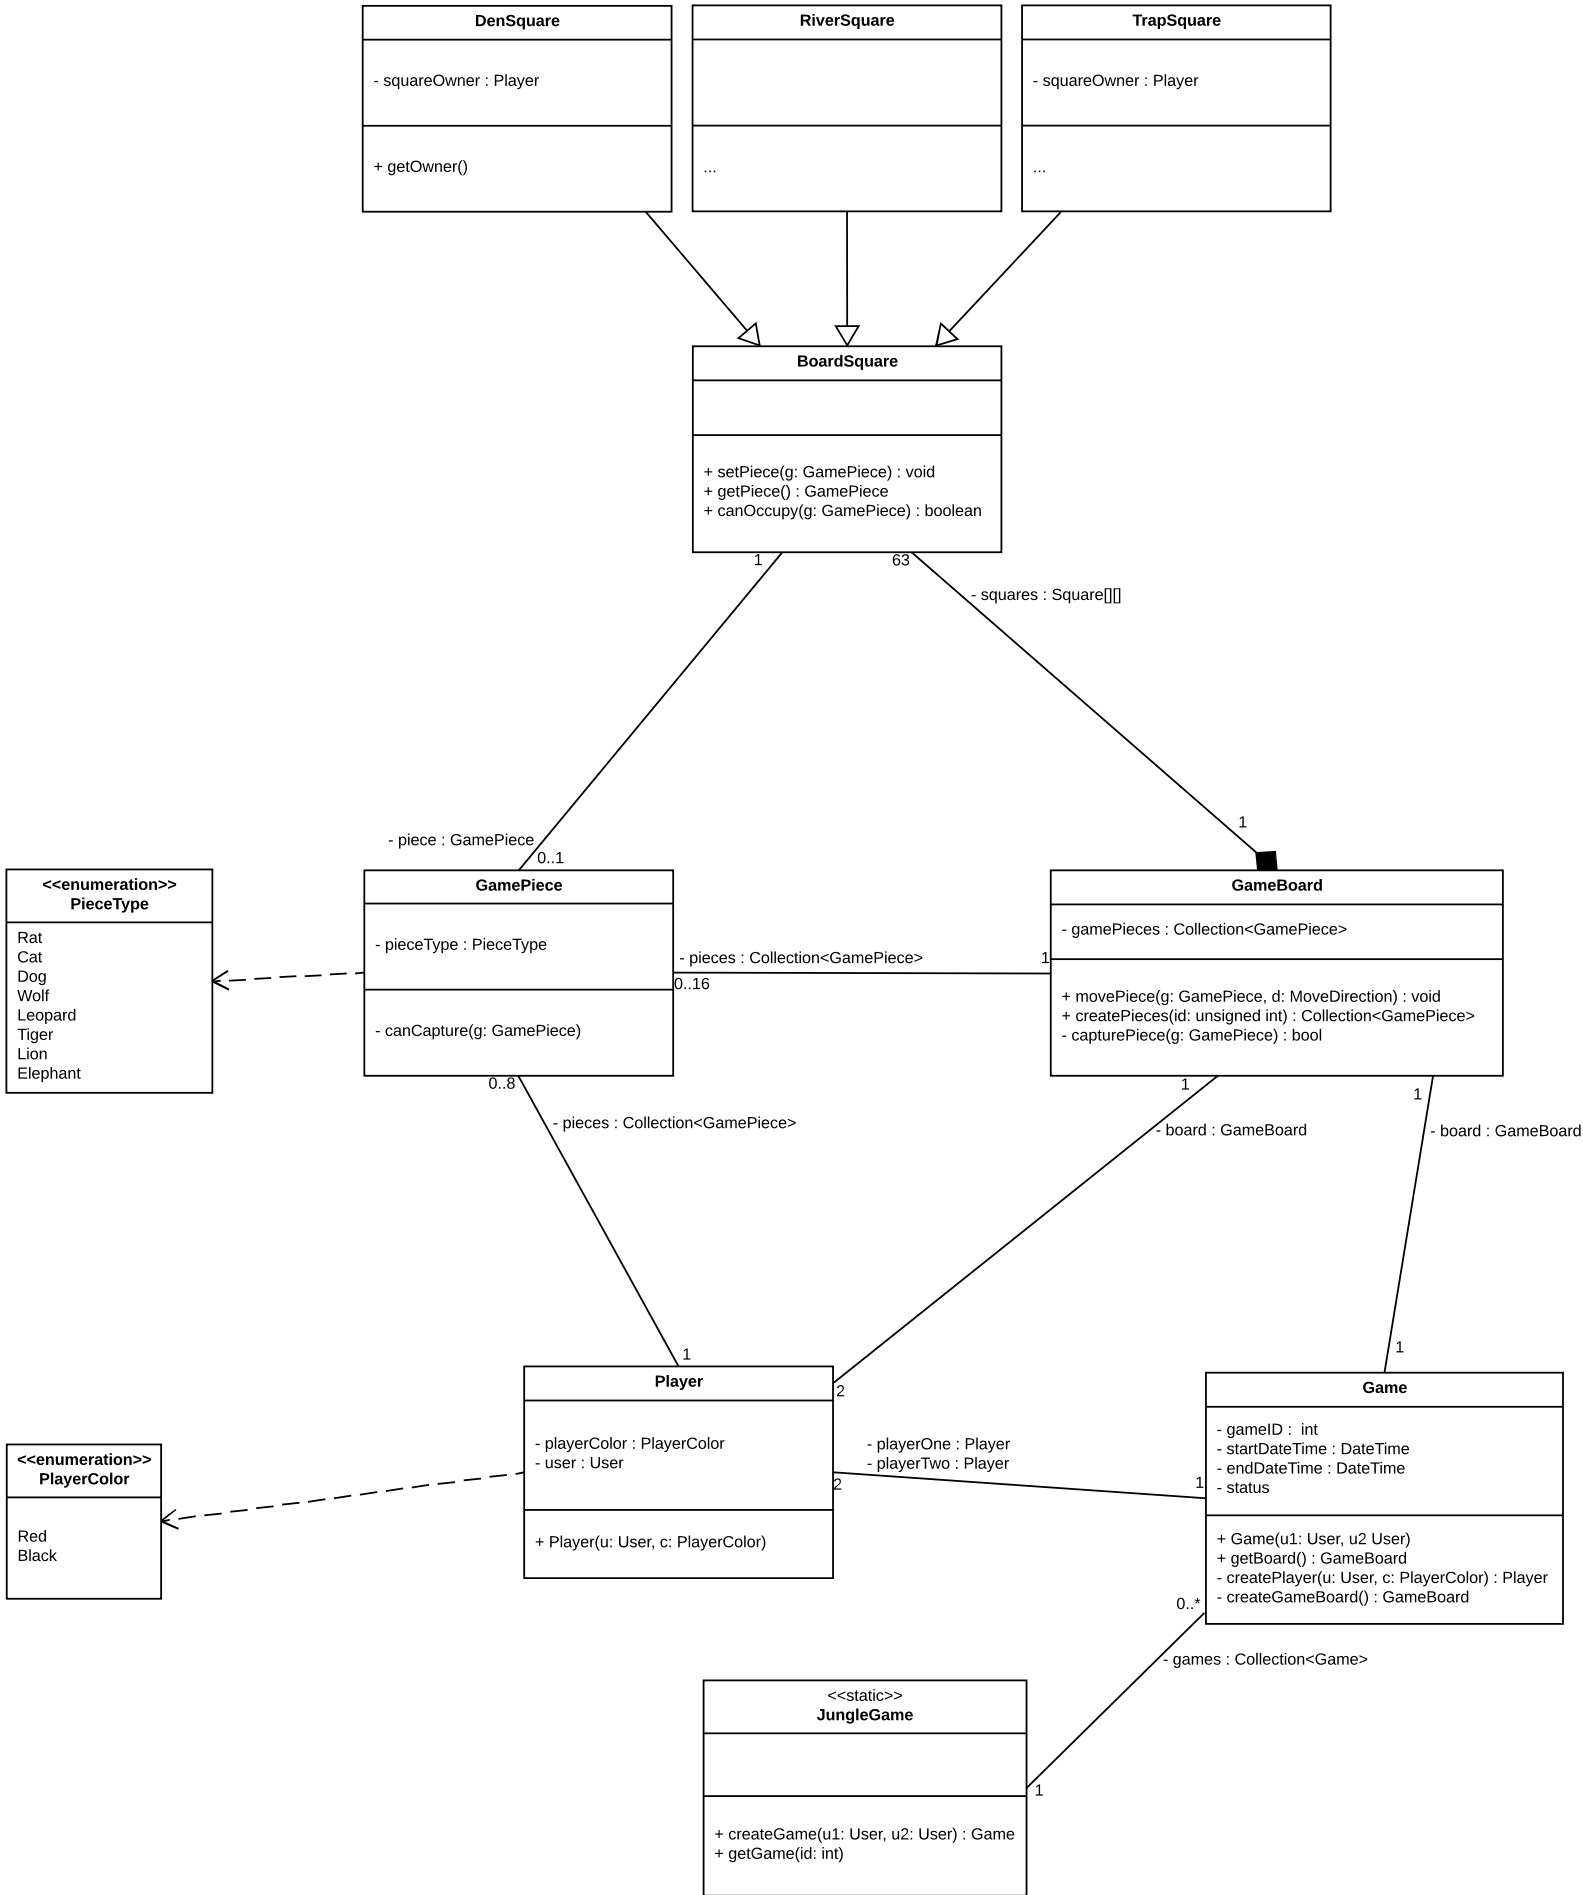 DenSquare
- squareOwner : Player
+ getOwner()
RiverSquare
...
TrapSquare
- squareOwner : Player
...
BoardSquare
+ setPiece(g: GamePiece) : void
+ getPiece() : GamePiece
+ canOccupy(g: GamePiece) : boolean
1
63
- squares : Square[][]
1
- piece : GamePiece
0..1
<<enumeration>>
PieceType
Rat
Cat
Dog
Wolf
Leopard
Tiger
Lion
Elephant
GamePiece
- pieceType : PieceType
- canCapture(g: GamePiece)
- pieces : Collection<GamePiece>
0..16
1
GameBoard
- gamePieces : Collection<GamePiece>
+ movePiece(g: GamePiece, d: MoveDirection) : void
+ createPieces(id: unsigned int) : Collection<GamePiece>
- capturePiece(g: GamePiece) : bool
0..8
- pieces : Collection<GamePiece>
1
1
- board : GameBoard
2
1
- board : GameBoard
1
<<enumeration>>
PlayerColor
Red
Black
Player
- playerColor : PlayerColor
- user : User
+ Player(u: User, c: PlayerColor)
- playerOne : Player
- playerTwo : Player
2
1
Game
- gameID :  int
- startDateTime : DateTime
- endDateTime : DateTime
- status
+ Game(u1: User, u2 User)
+ getBoard() : GameBoard
- createPlayer(u: User, c: PlayerColor) : Player
- createGameBoard() : GameBoard
0..*
- games : Collection<Game>
1
<<static>>
JungleGame
+ createGame(u1: User, u2: User) : Game
+ getGame(id: int)